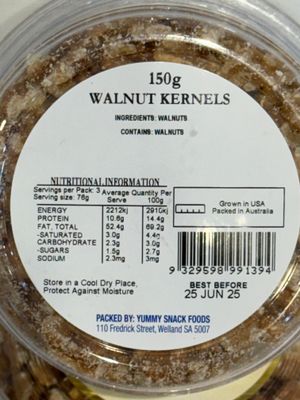 150g
WALNUT KERNELS
INGREDIENTS: WALNUTS
CONTAINS: WALNUTS
NUTRITIONAL INFORMATION
Servings per Pack: 3 Average Quantity Per
Serving size: 76g Serve 100g
ENERGY 2212kj 2910kj
PROTEIN 10.6g 14.4g
FAT, TOTAL 52.4g 69.2g
-SATURATED 3.0g 4.4g
CARBOHYDRATE 2.3g 3.0g
-SUGARS 1.5g 2.7g
SODIUM 2.3mg 3mg
Grown in USA
Packed in Australia
9 329598 991394
Store in a Cool Dry Place,
Protect Against Moisture
BEST BEFORE
25 JUN 25
PACKED BY: YUMMY SNACK FOODS
110 Fredrick Street, Welland SA 5007